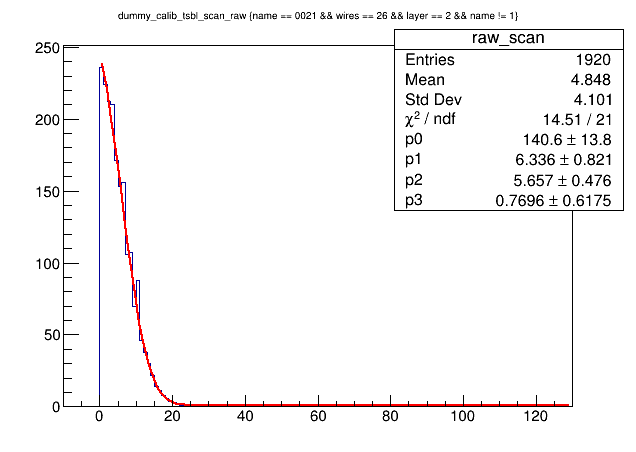 dummy_calib_tsbl_scan_raw {name == 0021 && wires == 26 && layer == 2 && name != 1}
raw_scan
Entries 1920
Mean 4.848
Std Dev 4.101
χ² / ndf 14.51 / 21
p0 140.6 ± 13.8
p1 6.336 ± 0.821
p2 5.657 ± 0.476
p3 0.7696 ± 0.6175
250
200
150
100
50
0
0 20 40 60 80 100 120